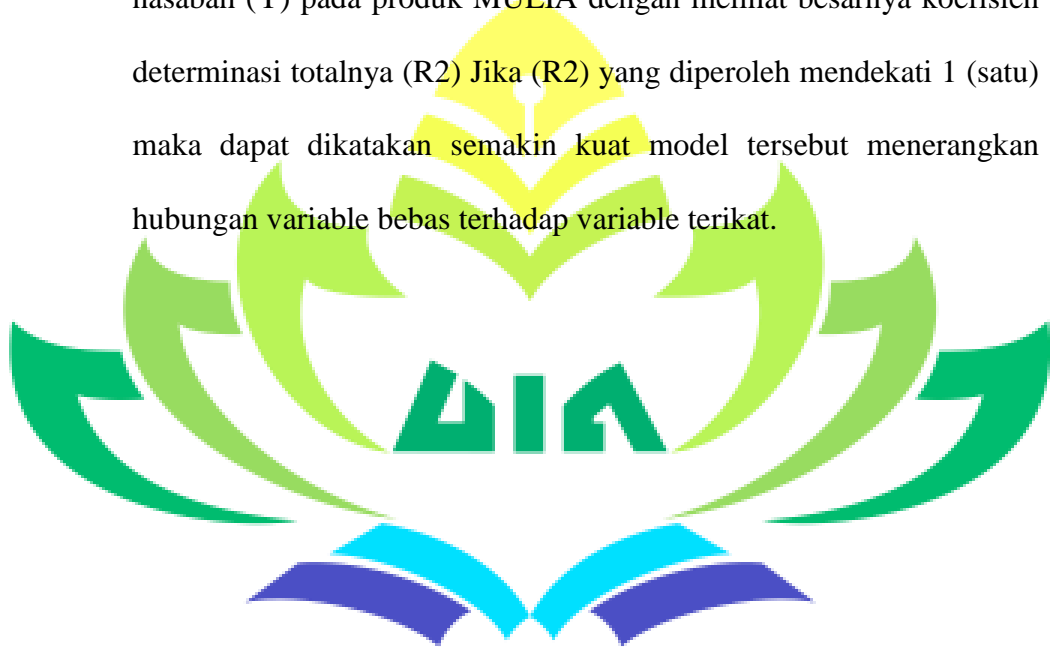 nasabah (Y) pada produk MULIA dengan melihat besarnya koefisien
determinasi totalnya (R2) Jika (R2) yang diperoleh mendekati 1 (satu)
maka dapat dikatakan semakin kuat model tersebut menerangkan
hubungan variable bebas terhadap variable terikat.